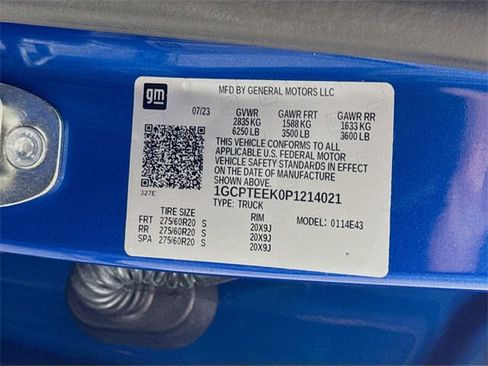 gm
MFD BY GENERAL MOTORS LLC
07/23 GVWR GAWR FRT GAWR RR
2835 KG 1588 KG 1633 KG
6250 LB 3500 LB 3600 LB
THIS VEHICLE CONFORMS TO ALL
APPLICABLE U.S. FEDERAL MOTOR
VEHICLE SAFETY STANDARDS IN EFFECT
ON THE DATE OF MANUFACTURE
SHOWN ABOVE.
327E 1GCPTEEK0P1214021
TYPE: TRUCK
TIRE SIZE RIM MODEL: 0114E43
FRT 275/60R20 S 20X9J
RR 275/60R20 S 20X9J
SPA 275/60R20 S 20X9J